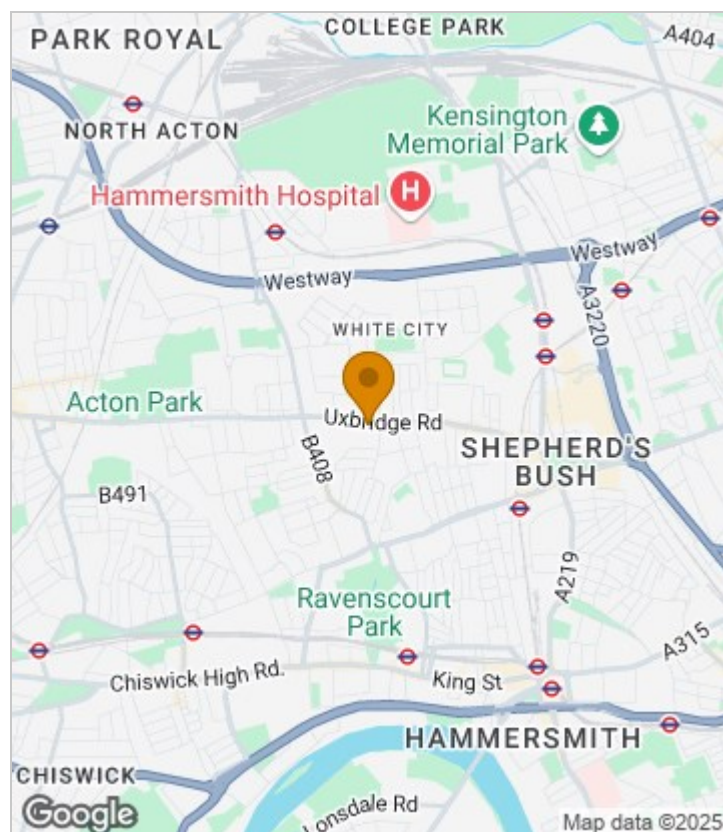 COLLEGE PARK
A404
PARK ROYAL
NORTH ACTON
Kensington
Memorial Park
Hammersmith Hospital
H
Westway
Westway
A3220
WHITE CITY
Acton Park
Uxbridge Rd
B408
SHEPHERD'S
BUSH
B491
A219
Ravenscourt
Park
A315
Chiswick High Rd.
King St
HAMMERSMITH
CHISWICK
Lonsdale Rd
Google
Map data ©2025